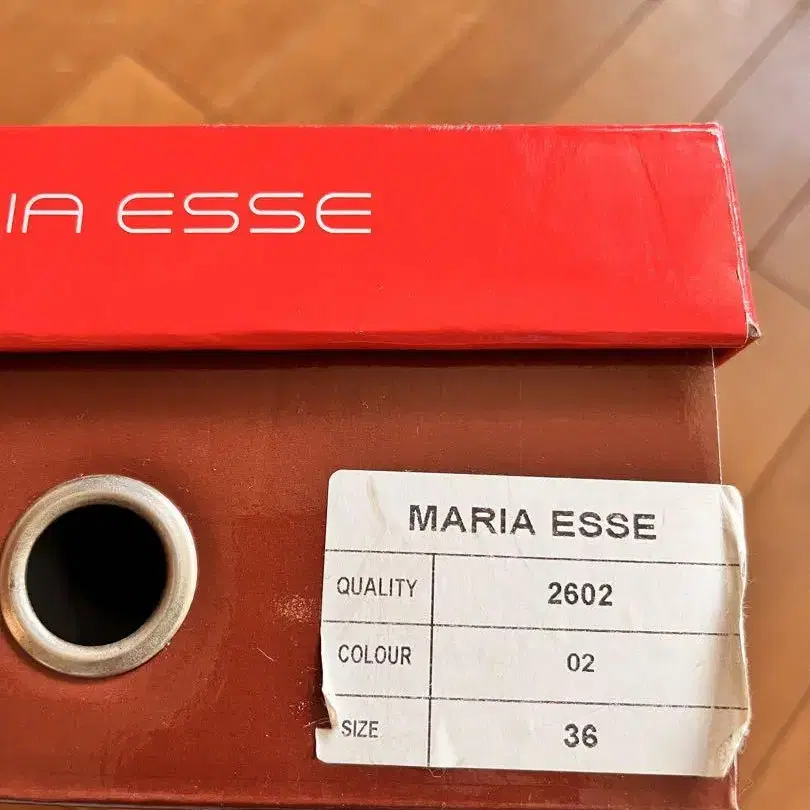 IA ESSE
MARIA ESSE
QUALITY 2602
COLOUR 02
SIZE 36